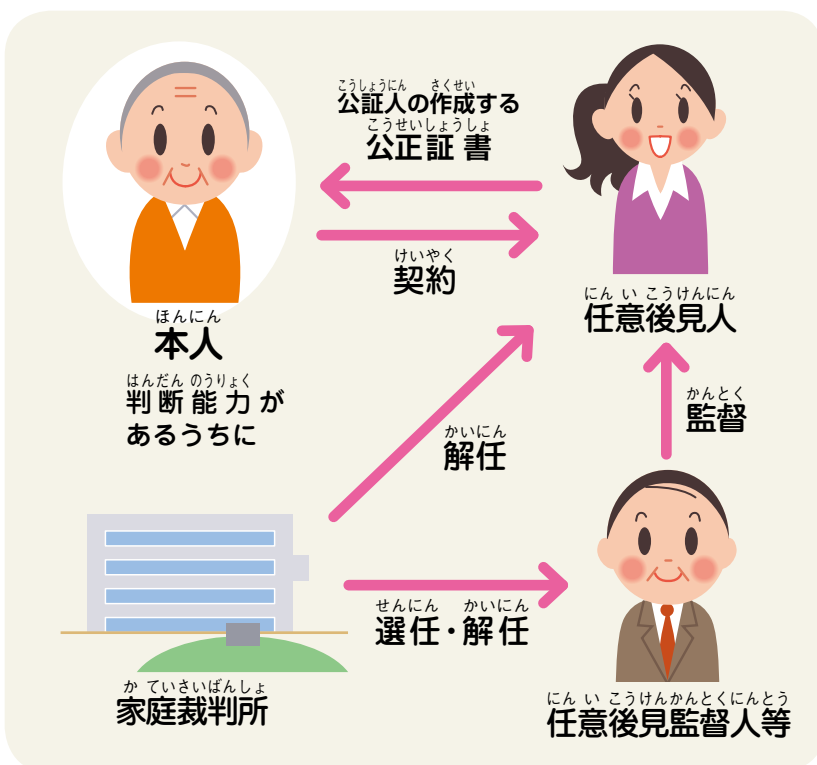 こうしょうにん さくせい
公証人の作成する
こうせいしょうしょ
公正証書
けいやく
契約
ほんにん
本人
はんだん のうりょく
判断能力が
あるうちに
にん い こうけんにん
任意後見人
かいにん
解任
かんとく
監督
せんにん かいにん
選任・解任
か ていさいばんしょ
家庭裁判所
にん い こうけんかんとくにんとう
任意後見監督人等